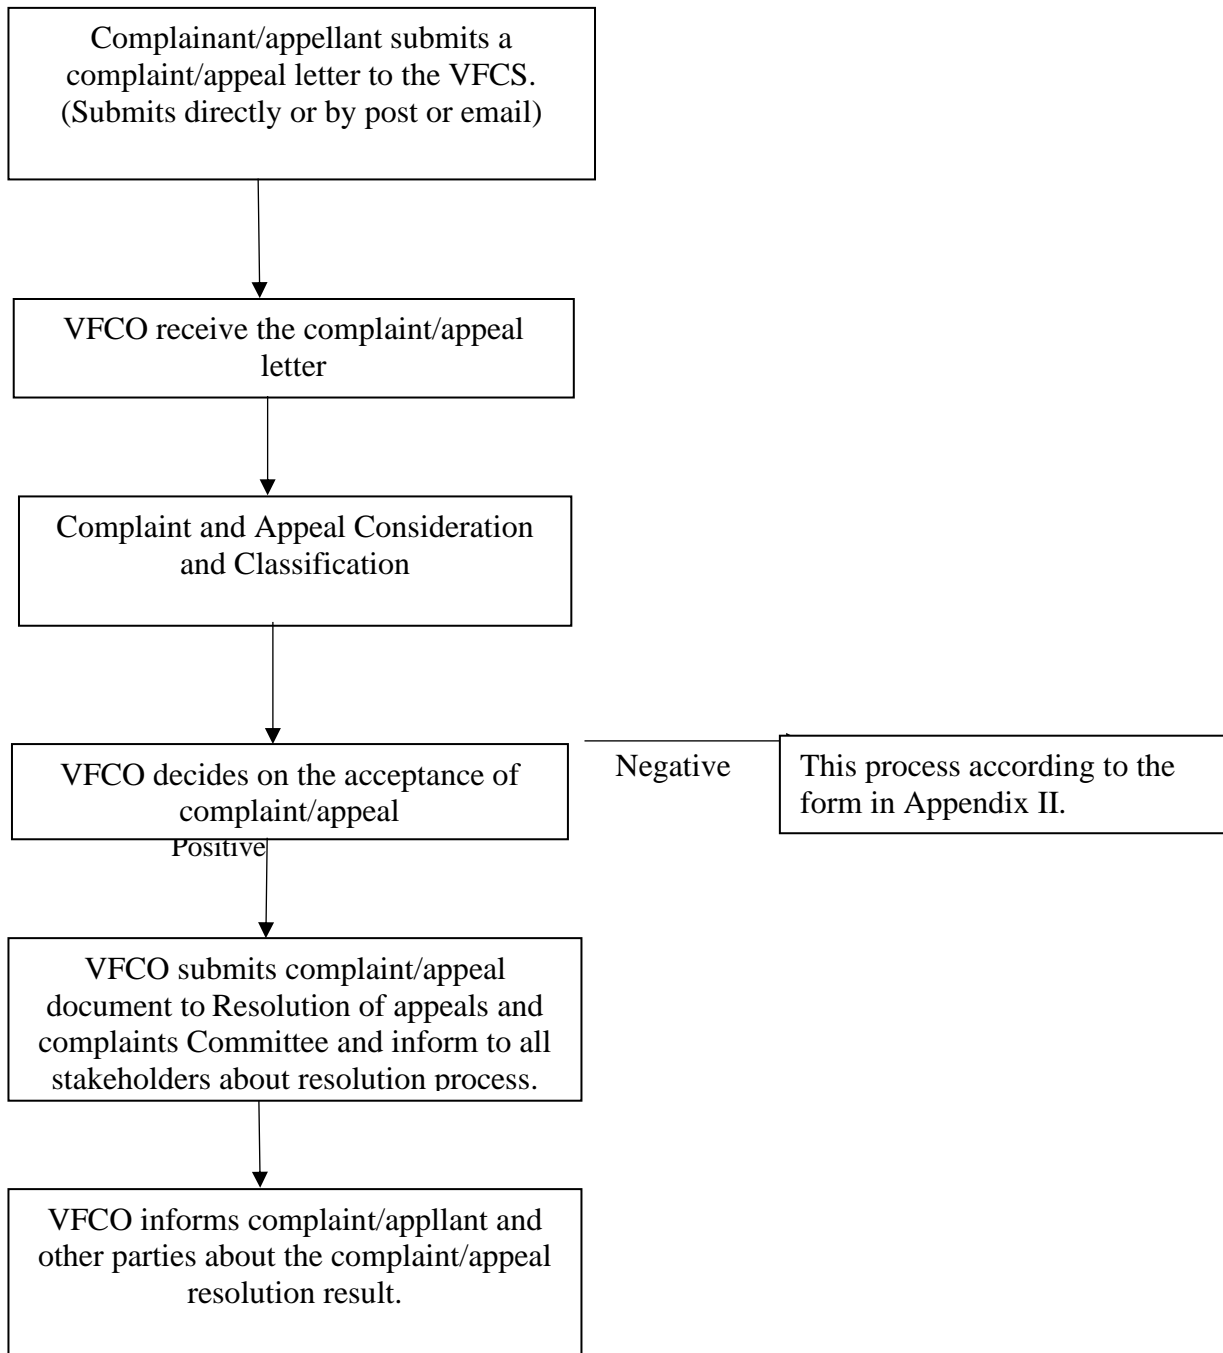 Complainant/appellant submits a
complaint/appeal letter to the VFCS.
(Submits directly or by post or email)
VFCO receive the complaint/appeal
letter
Complaint and Appeal Consideration
and Classification
VFCO decides on the acceptance of
complaint/appeal
Negative
This process according to the
form in Appendix II.
Positive
VFCO submits complaint/appeal
document to Resolution of appeals and
complaints Committee and inform to all
stakeholders about resolution process.
VFCO informs complaint/appllant and
other parties about the complaint/appeal
resolution result.